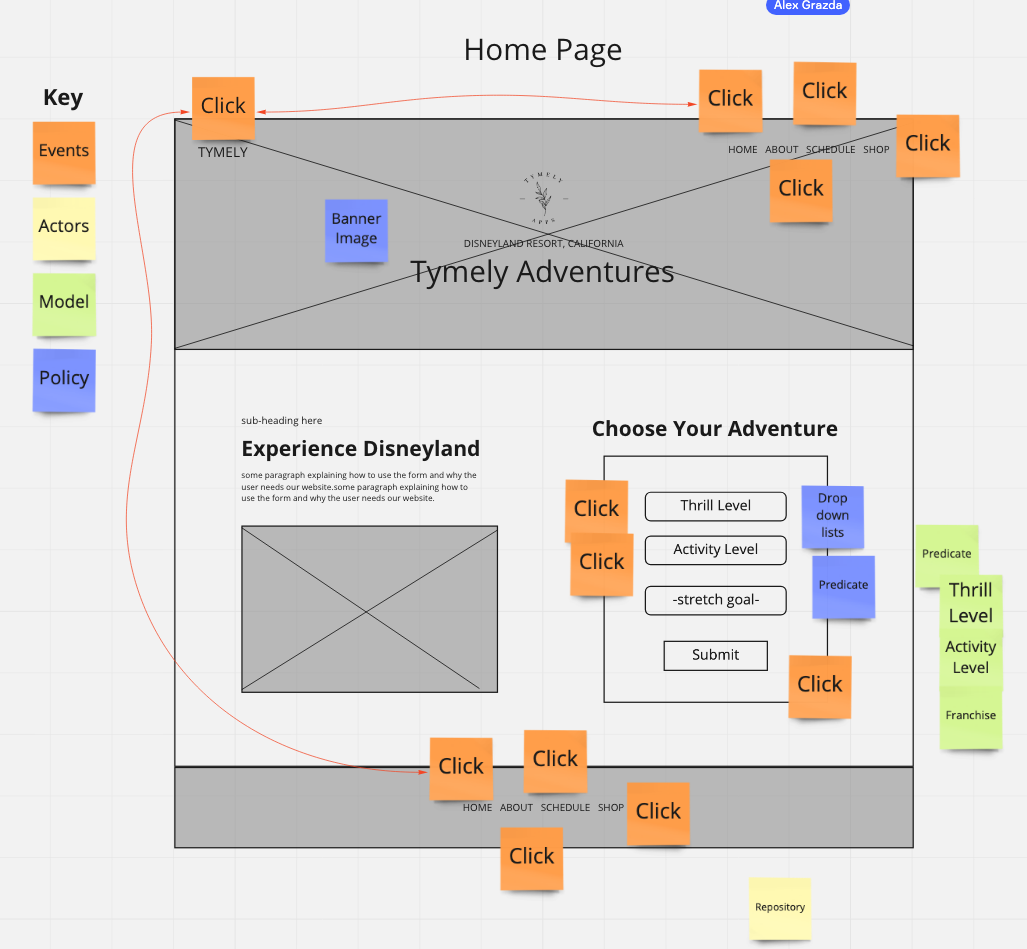 Alex Grazda
Home Page
Key
Events
Actors
Model
Policy
Click
Click
Click
Click
Click
TYMELY
HOME ABOUT SCHEDULE SHOP
Banner
Image
TYMELY
APPS
DISNEYLAND RESORT, CALIFORNIA
Tymely Adventures
sub-heading here
Experience Disneyland
some paragraph explaining how to use the form and why the
user needs our website.some paragraph explaining how to
use the form and why the user needs our website.
Choose Your Adventure
Click
Click
Thrill Level
Activity Level
-stretch goal-
Submit
Drop
down
lists
Predicate
Click
Predicate
Thrill
Level
Activity
Level
Franchise
Click
Click
HOME ABOUT SCHEDULE SHOP
Click
Click
Repository